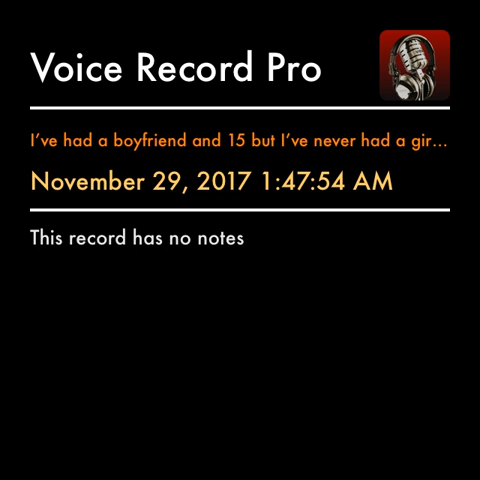 Voice Record Pro
I’ve had a boyfriend and 15 but I’ve never had a gir...
November 29, 2017 1:47:54 AM
This record has no notes